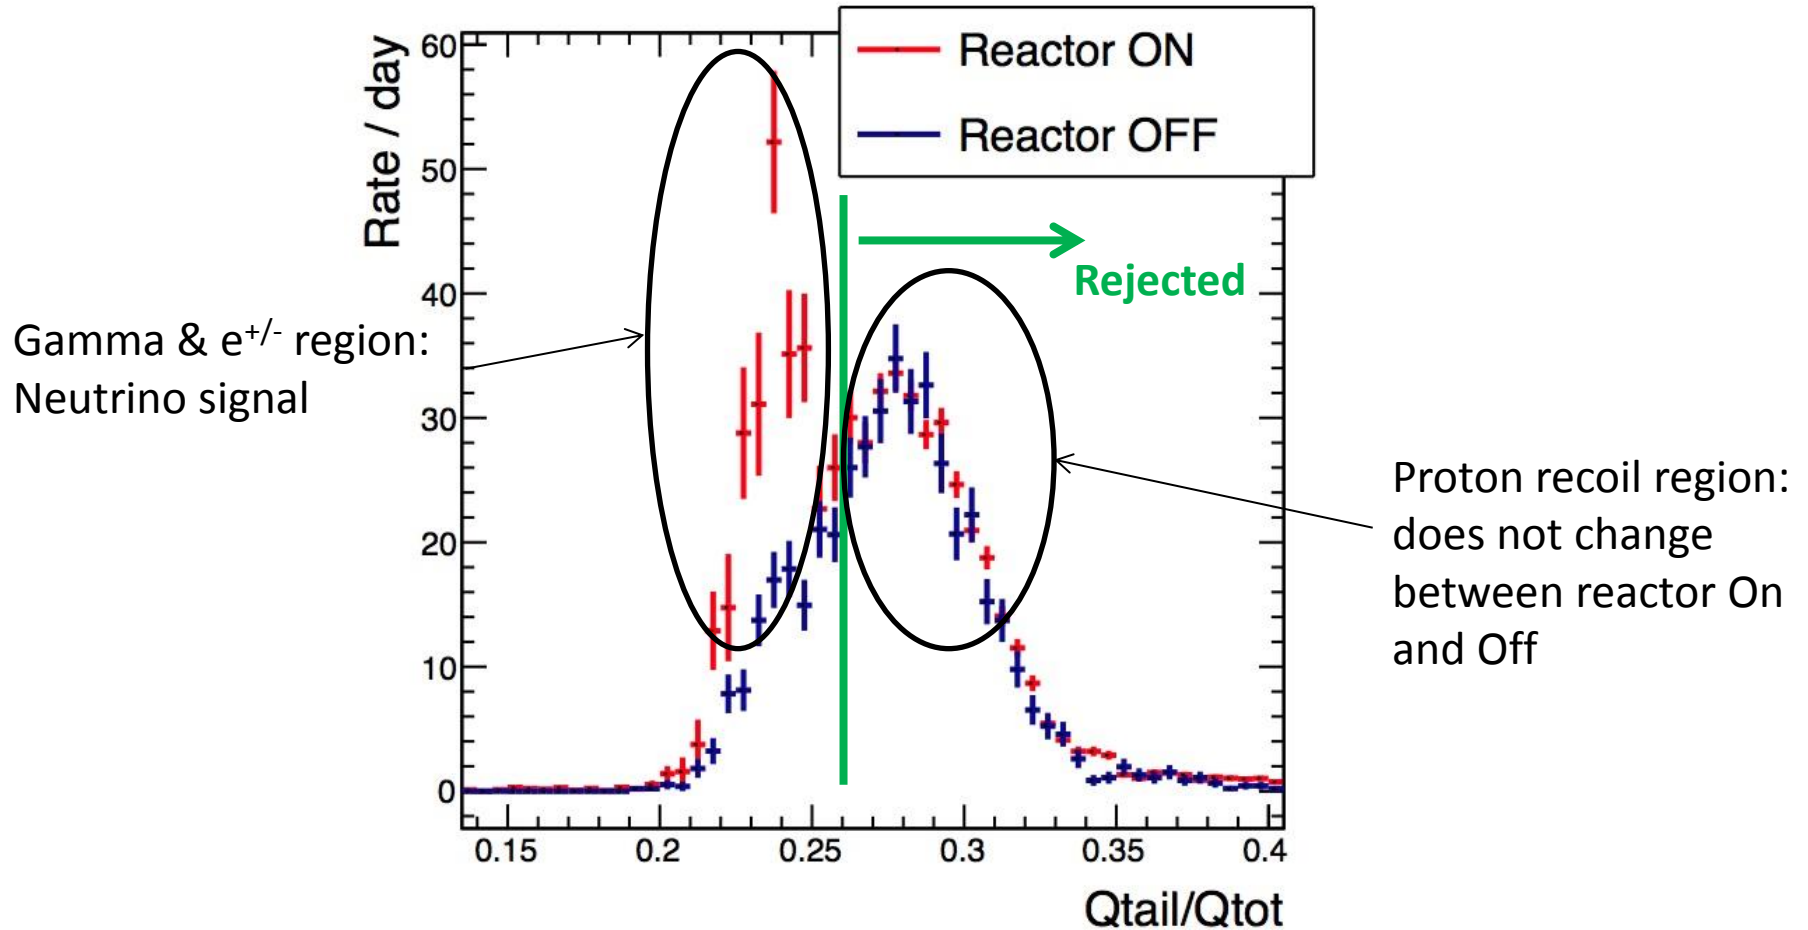 Reactor ON
Reactor OFF
Rate / day
60
50
40
30
20
10
0
Rejected
Gamma & e+/- region:
Neutrino signal
Proton recoil region:
does not change
between reactor On
and Off
0.15 0.2 0.25 0.3 0.35 0.4
Qtail/Qtot